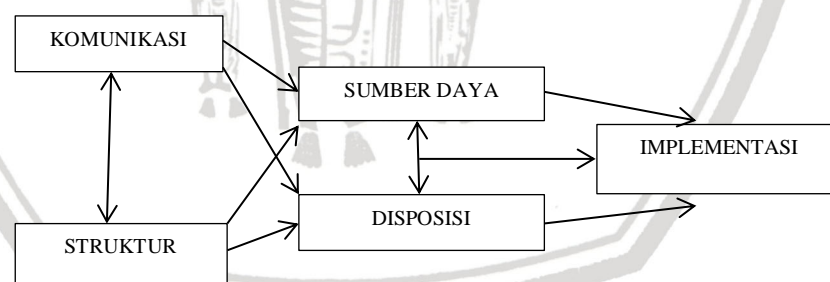 KOMUNIKASI
SUMBER DAYA
IMPLEMENTASI
DISPOSISI
STRUKTUR